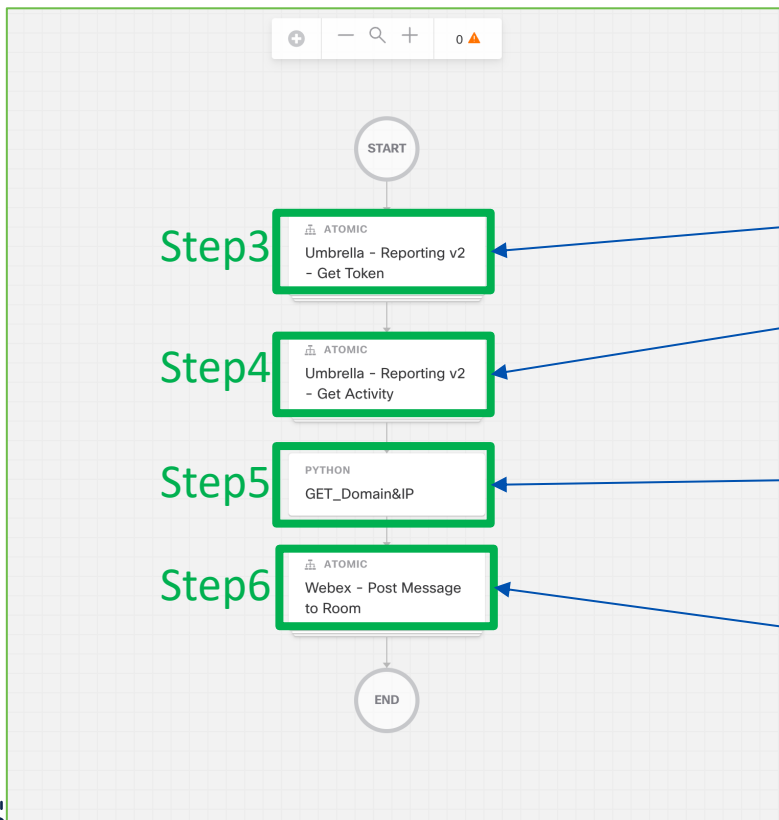 0
START
Step3
ATOMIC
Umbrella - Reporting v2
- Get Token
Step4
ATOMIC
Umbrella - Reporting v2
- Get Activity
Step5
PYTHON
GET_Domain&IP
Step6
ATOMIC
Webex - Post Message
to Room
END